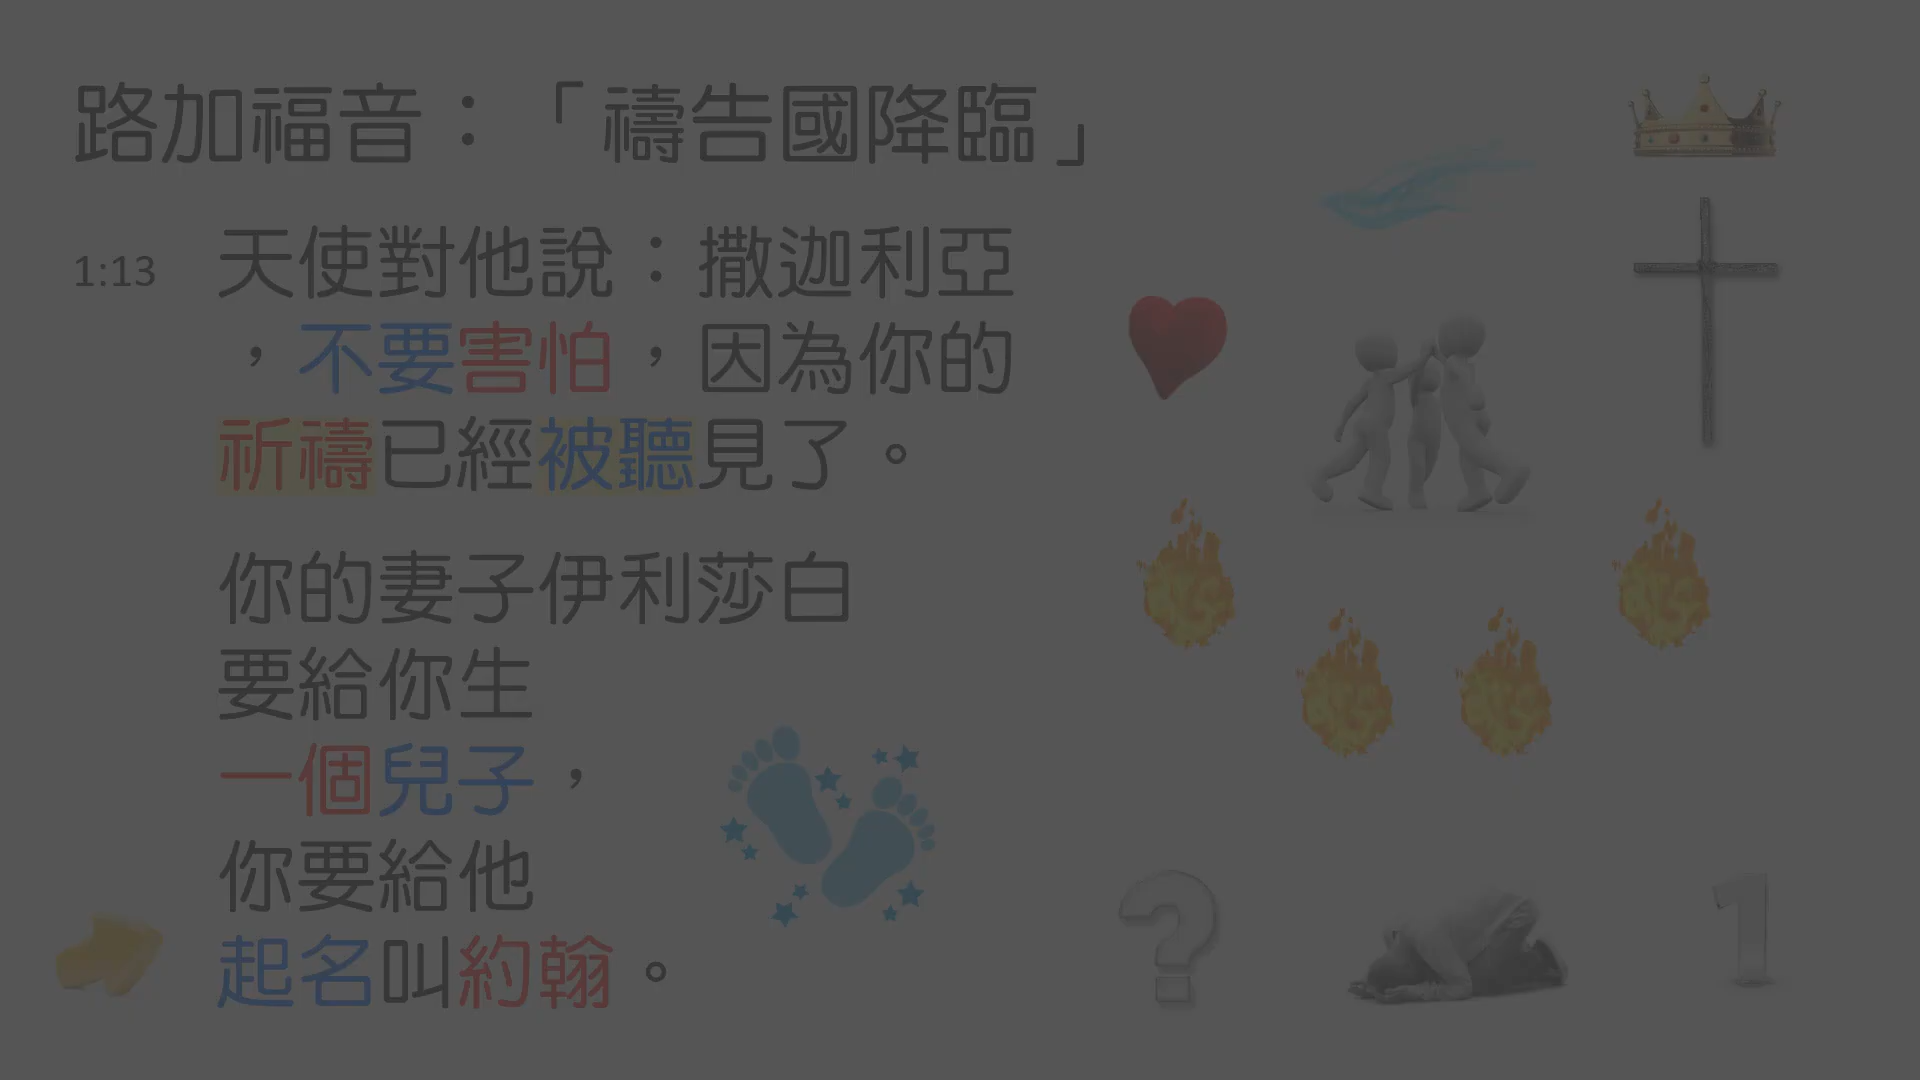 路加福音：「禱告國降臨」
1:13 天使對他說：撒迦利亞
，不要害怕，因為你的
祈禱已經被聽見了。
你的妻子伊利莎白
要給你生
一個兒子，
你要給他
起名叫約翰。
?
1